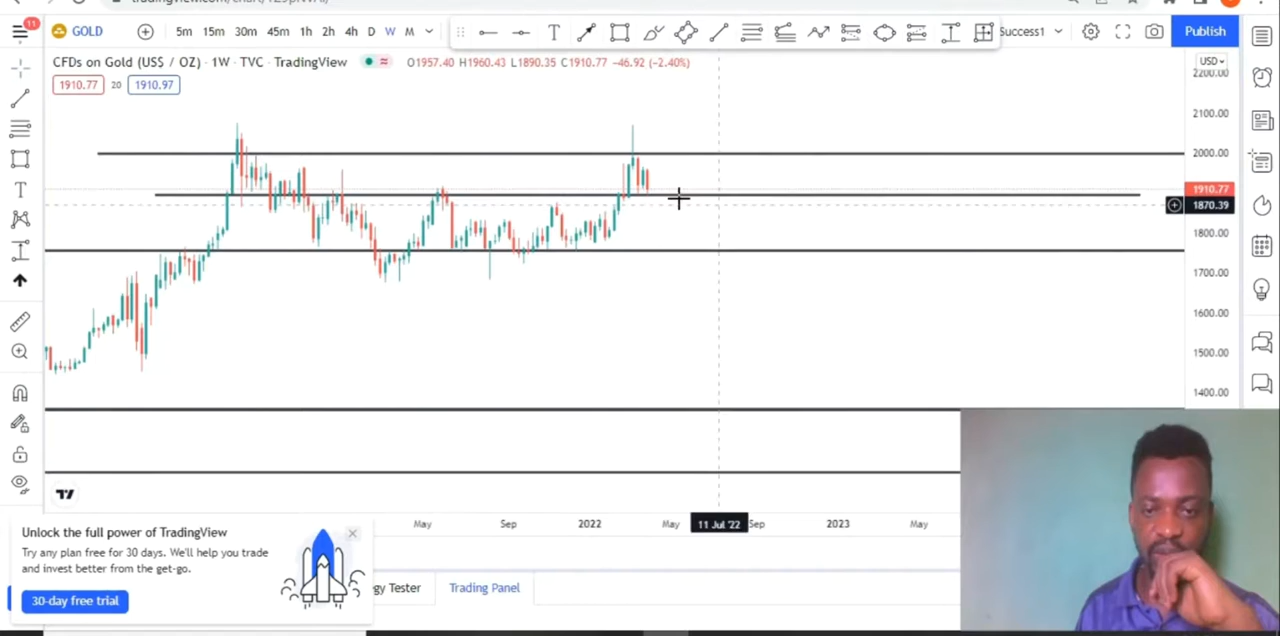 11
GOLD
5m 15m 30m 45m 1h 2h 4h D W M
T
Success1
Publish
CFDs on Gold (US$ / OZ) · 1W · TVC · TradingView
O1957.40 H1960.43 L1890.35 C1910.77 -46.92 (-2.40%)
USD
1910.77 20 1910.97
2200.00
2100.00
2000.00
1910.77
1870.39
1800.00
1700.00
1600.00
1500.00
1400.00
T
May Sep 2022 May 11 Jul '22 Sep 2023 May
Unlock the full power of TradingView
Try any plan free for 30 days. We'll help you trade
and invest better from the get-go.
30-day free trial
gy Tester Trading Panel